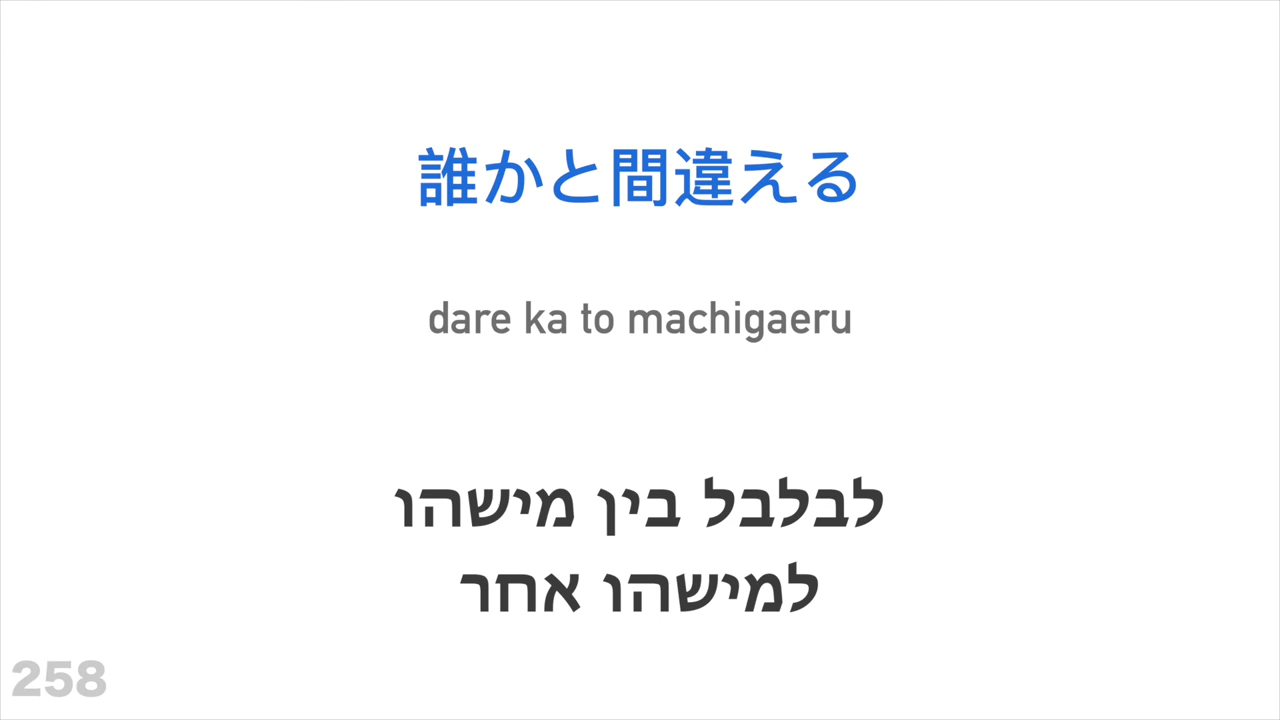 誰かと間違える
dare ka to machigaeru
לבלבל בין מישהו
למישהו אחר
258